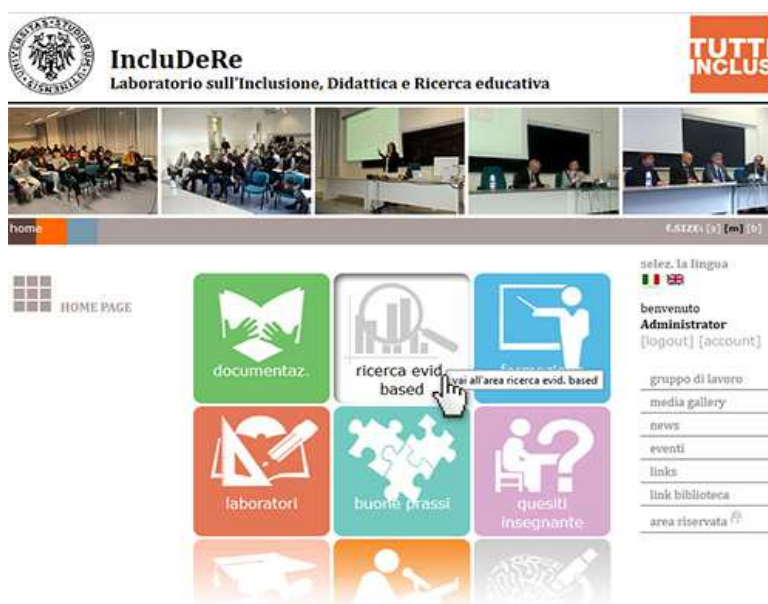 IncluDeRe
Laboratorio sull'Inclusione, Didattica e Ricerca educativa
TUTTI
INCLUS
home
f.SIZE: [s] [m] [b]
HOME PAGE
selez. la lingua
benvenuto
Administrator
[logout] [account]
documentaz.
ricerca evid.
based
vai all'area ricerca evid. based
laboratori
buone prassi
quesiti
insegnante
gruppo di lavoro
media gallery
news
eventi
links
link biblioteca
area riservata